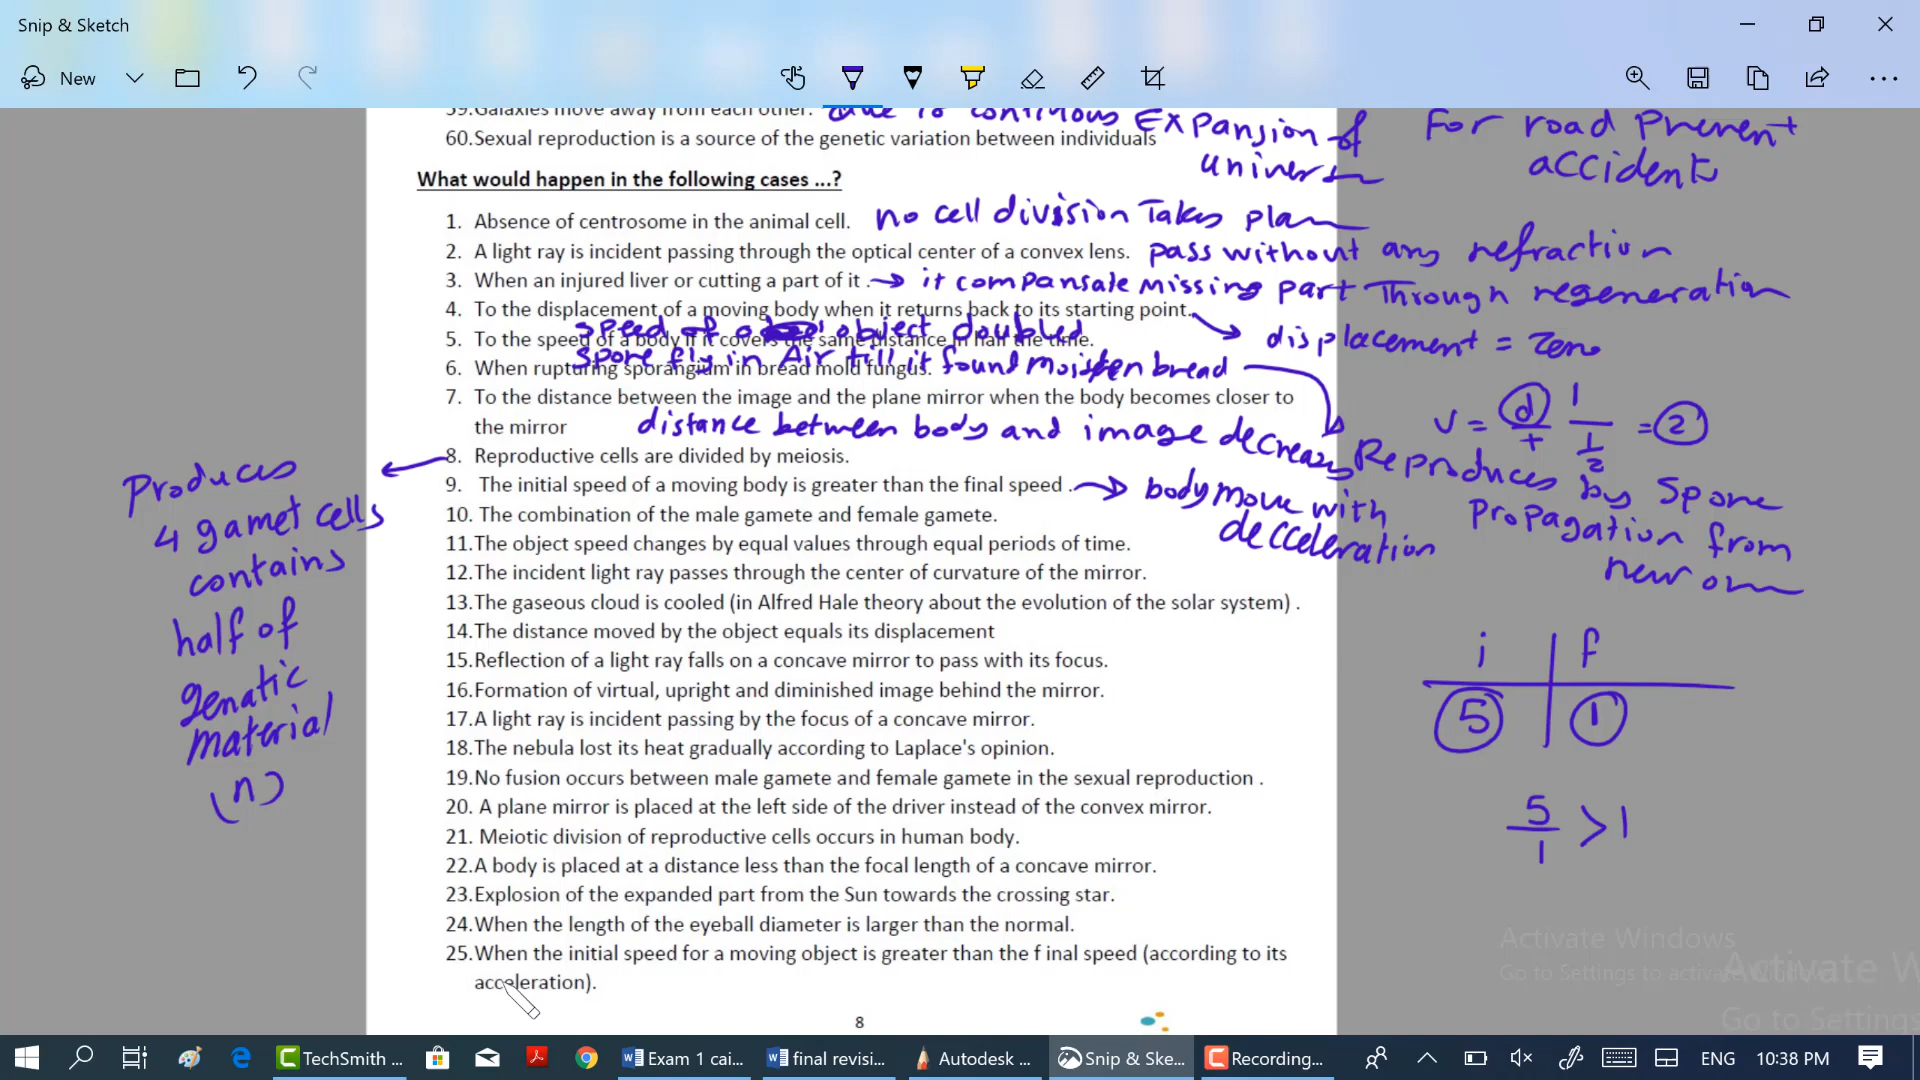 Snip & Sketch
New
59.Galaxies move away from each other. due to continous Expansion of
univers
60.Sexual reproduction is a source of the genetic variation between individuals
For road Prevent
accident
What would happen in the following cases ...?
1. Absence of centrosome in the animal cell. no cell division Takes plan
2. A light ray is incident passing through the optical center of a convex lens. pass without any refraction
3. When an injured liver or cutting a part of it . → it compansate missing part Through regeneration
4. To the displacement of a moving body when it returns back to its starting point.
displacement = Zero
speed of object doubled
5. To the speed of a body if it covers the same distance in half the time.
spore fly in Air till it found moisten bread
6. When rupturing sporangium in bread mold fungus.
Reproduces by Spore
Propagation from
new on
7. To the distance between the image and the plane mirror when the body becomes closer to
the mirror distance between body and image decreases
V = d/t 1/(1/2) = 2
8. Reproductive cells are divided by meiosis.
Produces
4 gamet cells
contains
half of
genatic
material
(n)
9. The initial speed of a moving body is greater than the final speed . → body move with
decceleration
10. The combination of the male gamete and female gamete.
11.The object speed changes by equal values through equal periods of time.
12.The incident light ray passes through the center of curvature of the mirror.
13.The gaseous cloud is cooled (in Alfred Hale theory about the evolution of the solar system) .
14.The distance moved by the object equals its displacement
15.Reflection of a light ray falls on a concave mirror to pass with its focus.
16.Formation of virtual, upright and diminished image behind the mirror.
17.A light ray is incident passing by the focus of a concave mirror.
18.The nebula lost its heat gradually according to Laplace's opinion.
19.No fusion occurs between male gamete and female gamete in the sexual reproduction .
20. A plane mirror is placed at the left side of the driver instead of the convex mirror.
21. Meiotic division of reproductive cells occurs in human body.
22.A body is placed at a distance less than the focal length of a concave mirror.
23.Explosion of the expanded part from the Sun towards the crossing star.
24.When the length of the eyeball diameter is larger than the normal.
25.When the initial speed for a moving object is greater than the f inal speed (according to its
acceleration).
i f
5 1
5/1 > 1
8
Activate Windows
Go to Settings to activate Windows.
Activate W
Go to Settings
TechSmith ...
Exam 1 cai...
final revisi...
Autodesk ...
Snip & Ske...
Recording...
ENG
10:38 PM